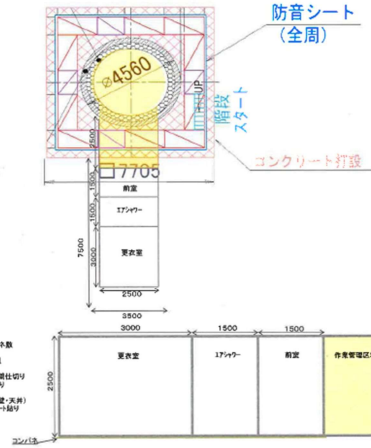 防音シート
(全周)
⌀4560
UP
階段
スタート
コンクリート打設
2500
□7705
1500
前室
1500
エアシャワー
7500
3000
更衣室
2500
3500
3000
1500
1500
2500
更衣室
エアシャワー
前室
作業管理区
コンパネ